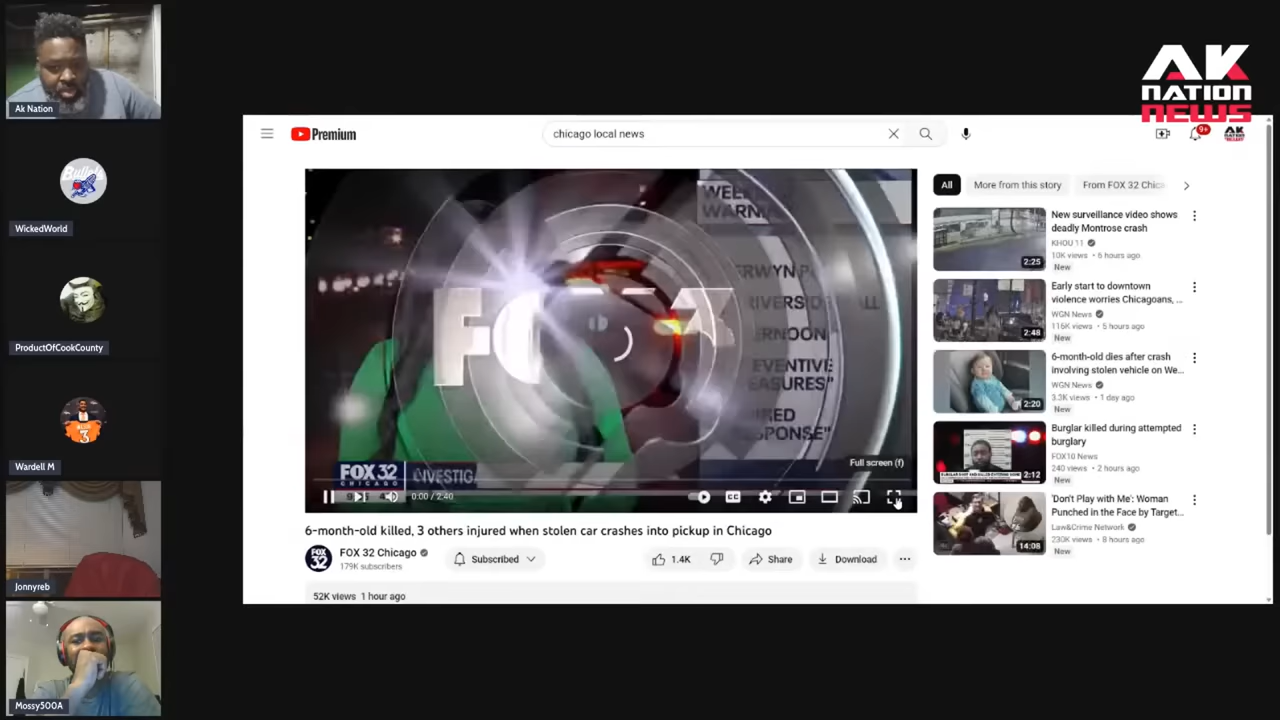 Ak Nation
WickedWorld
ProductOfCookCounty
Wardell M
Jonnyreb
Mossy500A
AK
NATION
NEWS
Premium
chicago local news
9+
FOX 32
CHICAGO
INVESTIG
0:00 / 2:40
Full screen (f)
6-month-old killed, 3 others injured when stolen car crashes into pickup in Chicago
FOX 32 Chicago
179K subscribers
Subscribed
1.4K
Share
Download
52K views 1 hour ago
All
More from this story
From FOX 32 Chica
New surveillance video shows
deadly Montrose crash
KHOU 11
10K views • 6 hours ago
New
2:25
Early start to downtown
violence worries Chicagoans, ...
WGN News
116K views • 5 hours ago
New
2:48
6-month-old dies after crash
involving stolen vehicle on We...
WGN News
3.3K views • 1 day ago
New
2:20
Burglar killed during attempted
burglary
FOX10 News
240 views • 2 hours ago
New
2:12
'Don't Play with Me': Woman
Punched in the Face by Target...
Law&Crime Network
230K views • 8 hours ago
New
14:08